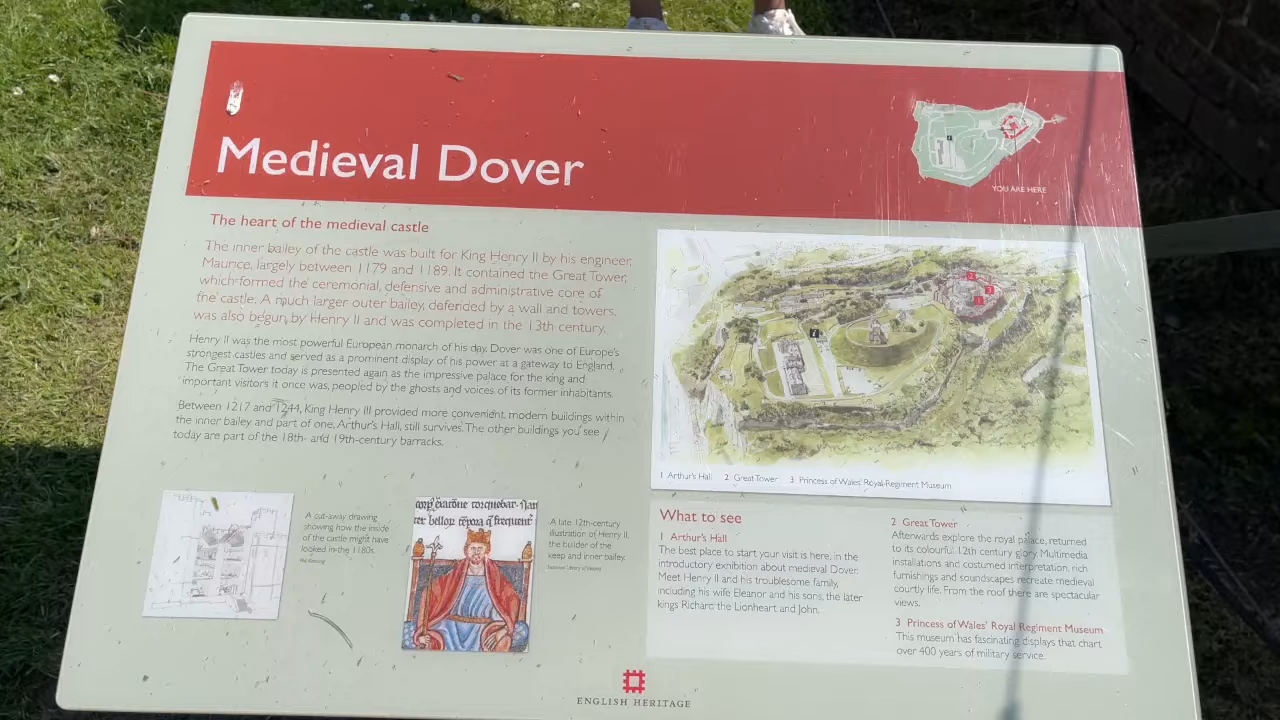 Medieval Dover
YOU ARE HERE
The heart of the medieval castle
The inner bailey of the castle was built for King Henry II by his engineer,
Maurice, largely between 1179 and 1189. It contained the Great Tower,
which formed the ceremonial, defensive and administrative core of
the castle. A much larger outer bailey, defended by a wall and towers,
was also begun by Henry II and was completed in the 13th century.
Henry II was the most powerful European monarch of his day. Dover was one of Europe's
strongest castles and served as a prominent display of his power at a gateway to England.
The Great Tower today is presented again as the impressive palace for the king and
important visitors it once was, peopled by the ghosts and voices of its former inhabitants.
Between 1217 and 1244, King Henry III provided more convenient, modern buildings within
the inner bailey and part of one, Arthur's Hall, still survives. The other buildings you see
today are part of the 18th- and 19th-century barracks.
A cut-away drawing
showing how the inside
of the castle might have
looked in the 1180s.
A late 12th-century
illustration of Henry II,
the builder of the
keep and inner bailey.
2
3
1
1 Arthur's Hall 2 Great Tower 3 Princess of Wales' Royal Regiment Museum
What to see
1 Arthur's Hall
The best place to start your visit is here, in the
introductory exhibition about medieval Dover.
Meet Henry II and his troublesome family,
including his wife Eleanor and his sons, the later
kings Richard the Lionheart and John.
2 Great Tower
Afterwards explore the royal palace, returned
to its colourful 12th century glory. Multimedia
installations and costumed interpretation, rich
furnishings and soundscapes recreate medieval
courtly life. From the roof there are spectacular
views.
3 Princess of Wales' Royal Regiment Museum
This museum has fascinating displays that chart
over 400 years of military service.
ENGLISH HERITAGE